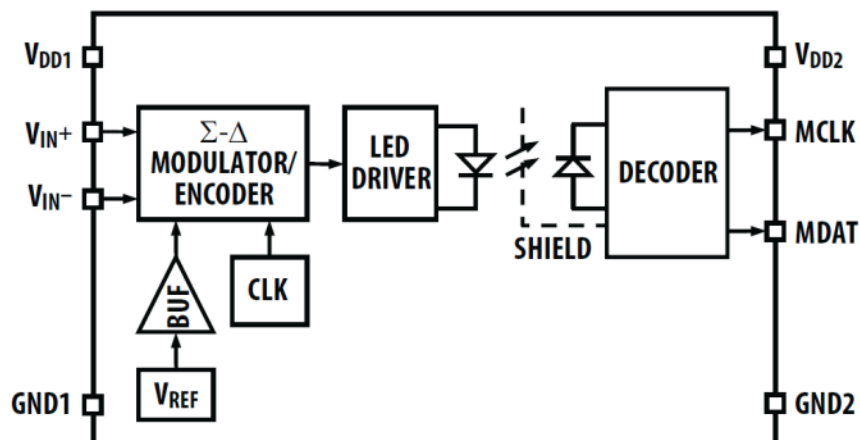 VDD1
VDD2
VIN+
VIN−
Σ-Δ
MODULATOR/
ENCODER
LED
DRIVER
SHIELD
DECODER
MCLK
MDAT
BUF
CLK
VREF
GND1
GND2